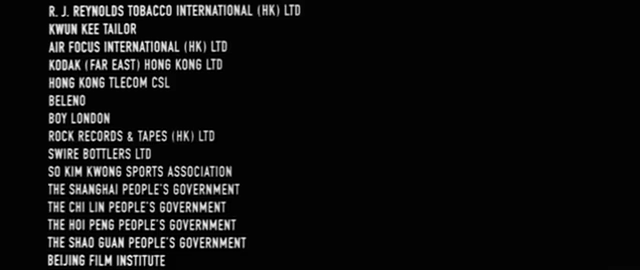 R. J. REYNOLDS TOBACCO INTERNATIONAL (HK) LTD
KWUN KEE TAILOR
AIR FOCUS INTERNATIONAL (HK) LTD
KODAK (FAR EAST) HONG KONG LTD
HONG KONG TLECOM CSL
BELENO
BOY LONDON
ROCK RECORDS & TAPES (HK) LTD
SWIRE BOTTLERS LTD
SO KIM KWONG SPORTS ASSOCIATION
THE SHANGHAI PEOPLE'S GOVERNMENT
THE CHI LIN PEOPLE'S GOVERNMENT
THE HOI PENG PEOPLE'S GOVERNMENT
THE SHAO GUAN PEOPLE'S GOVERNMENT
BEIJING FILM INSTITUTE